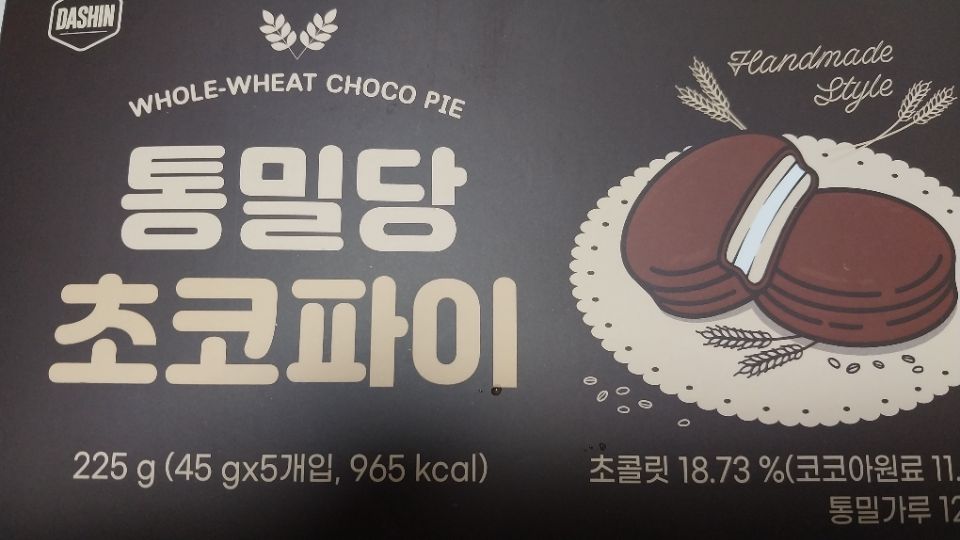 DASHIN
WHOLE-WHEAT CHOCO PIE
통밀당
초코파이
225 g (45 gx5개입, 965 kcal)
Handmade
Style
초콜릿 18.73 %(코코아원료 11.
통밀가루 12